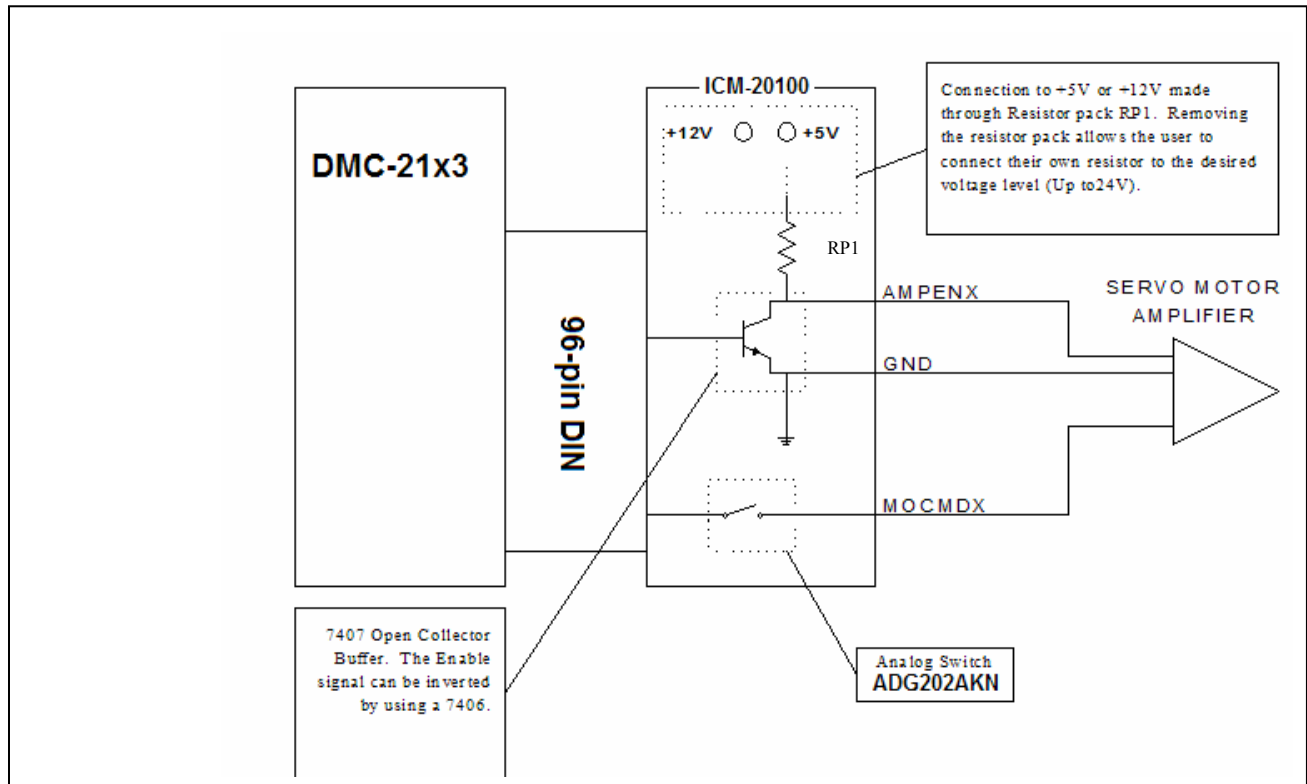 ICM-20100
+12V
+5V
DMC-21x3
Connection to +5V or +12V made
through Resistor pack RP1. Removing
the resistor pack allows the user to
connect their own resistor to the desired
voltage level (Up to24V).
RP1
AMPENX
SERVO MOTOR
AMPLIFIER
96-pin DIN
GND
MOCMDX
7407 Open Collector
Buffer. The Enable
signal can be inverted
by using a 7406.
Analog Switch
ADG202AKN